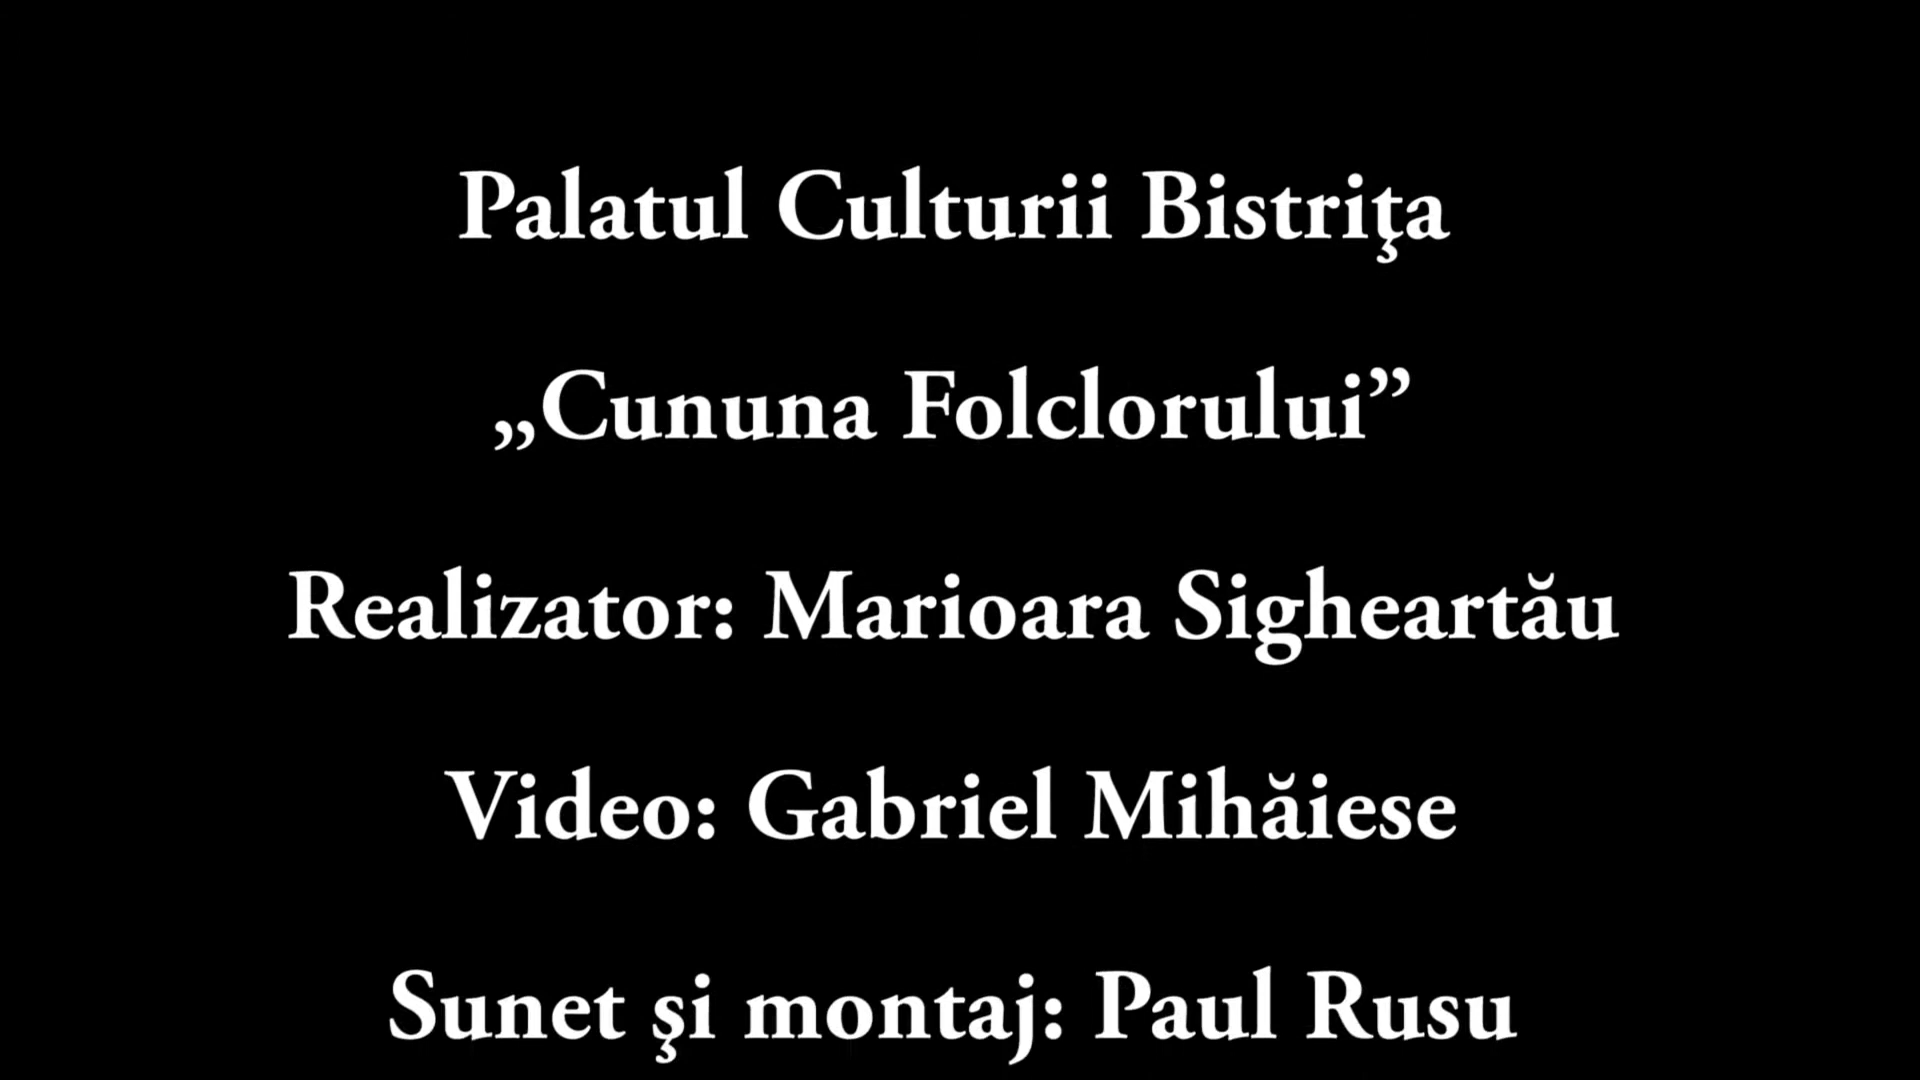 Palatul Culturii Bistriţa
„Cununa Folclorului”
Realizator: Marioara Sigheartău
Video: Gabriel Mihăiese
Sunet şi montaj: Paul Rusu